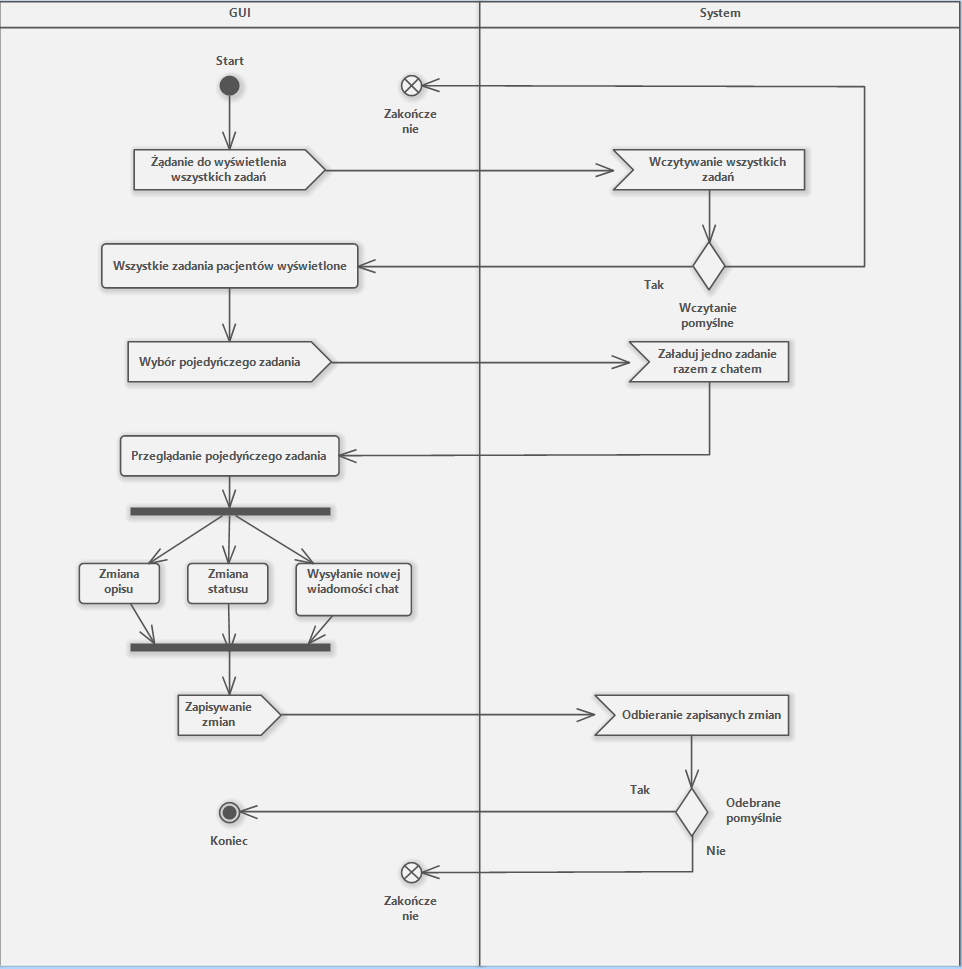 GUI
System
Start
Zakończe
nie
Żądanie do wyświetlenia
wszystkich zadań
Wczytywanie wszystkich
zadań
Wszystkie zadania pacjentów wyświetlone
Tak
Wczytanie
pomyślne
Wybór pojedyńczego zadania
Załaduj jedno zadanie
razem z chatem
Przeglądanie pojedyńczego zadania
Zmiana
opisu
Zmiana
statusu
Wysyłanie nowej
wiadomości chat
Zapisywanie
zmian
Odbieranie zapisanych zmian
Tak
Odebrane
pomyślnie
Koniec
Nie
Zakończe
nie